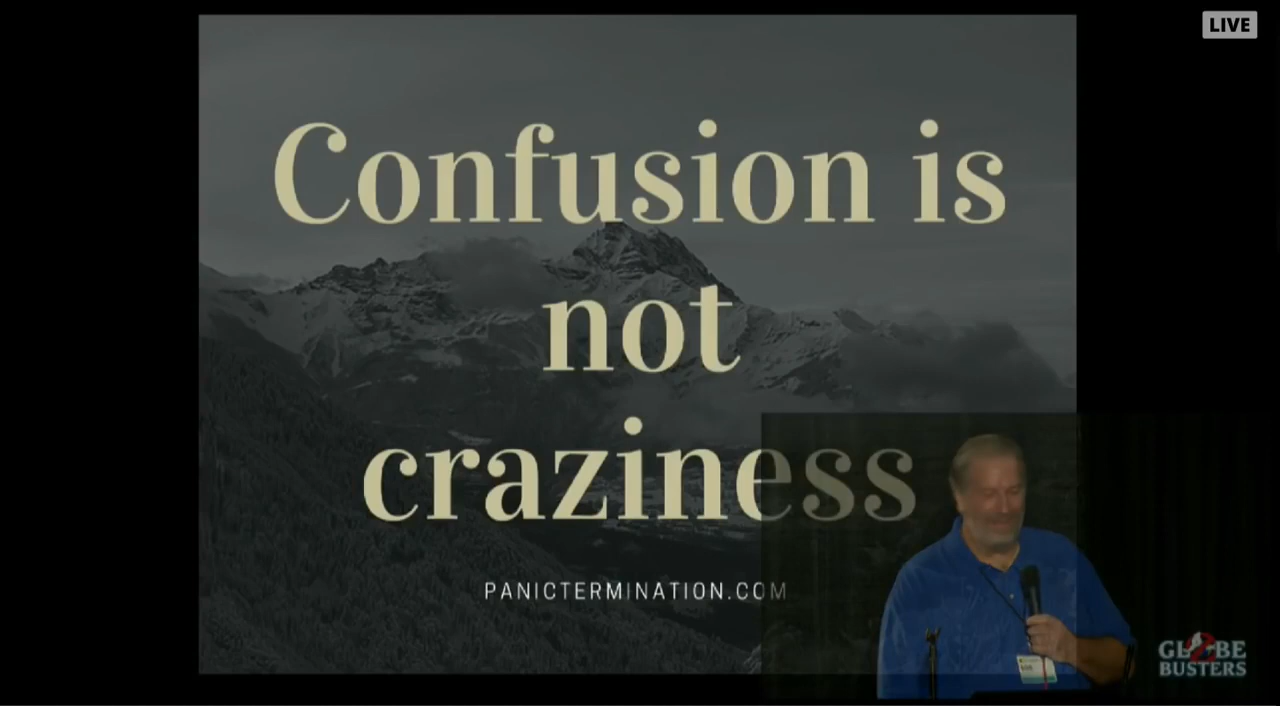 LIVE
Confusion is
not
craziness
PANICTERMINATION.COM
GLOBE
BUSTERS